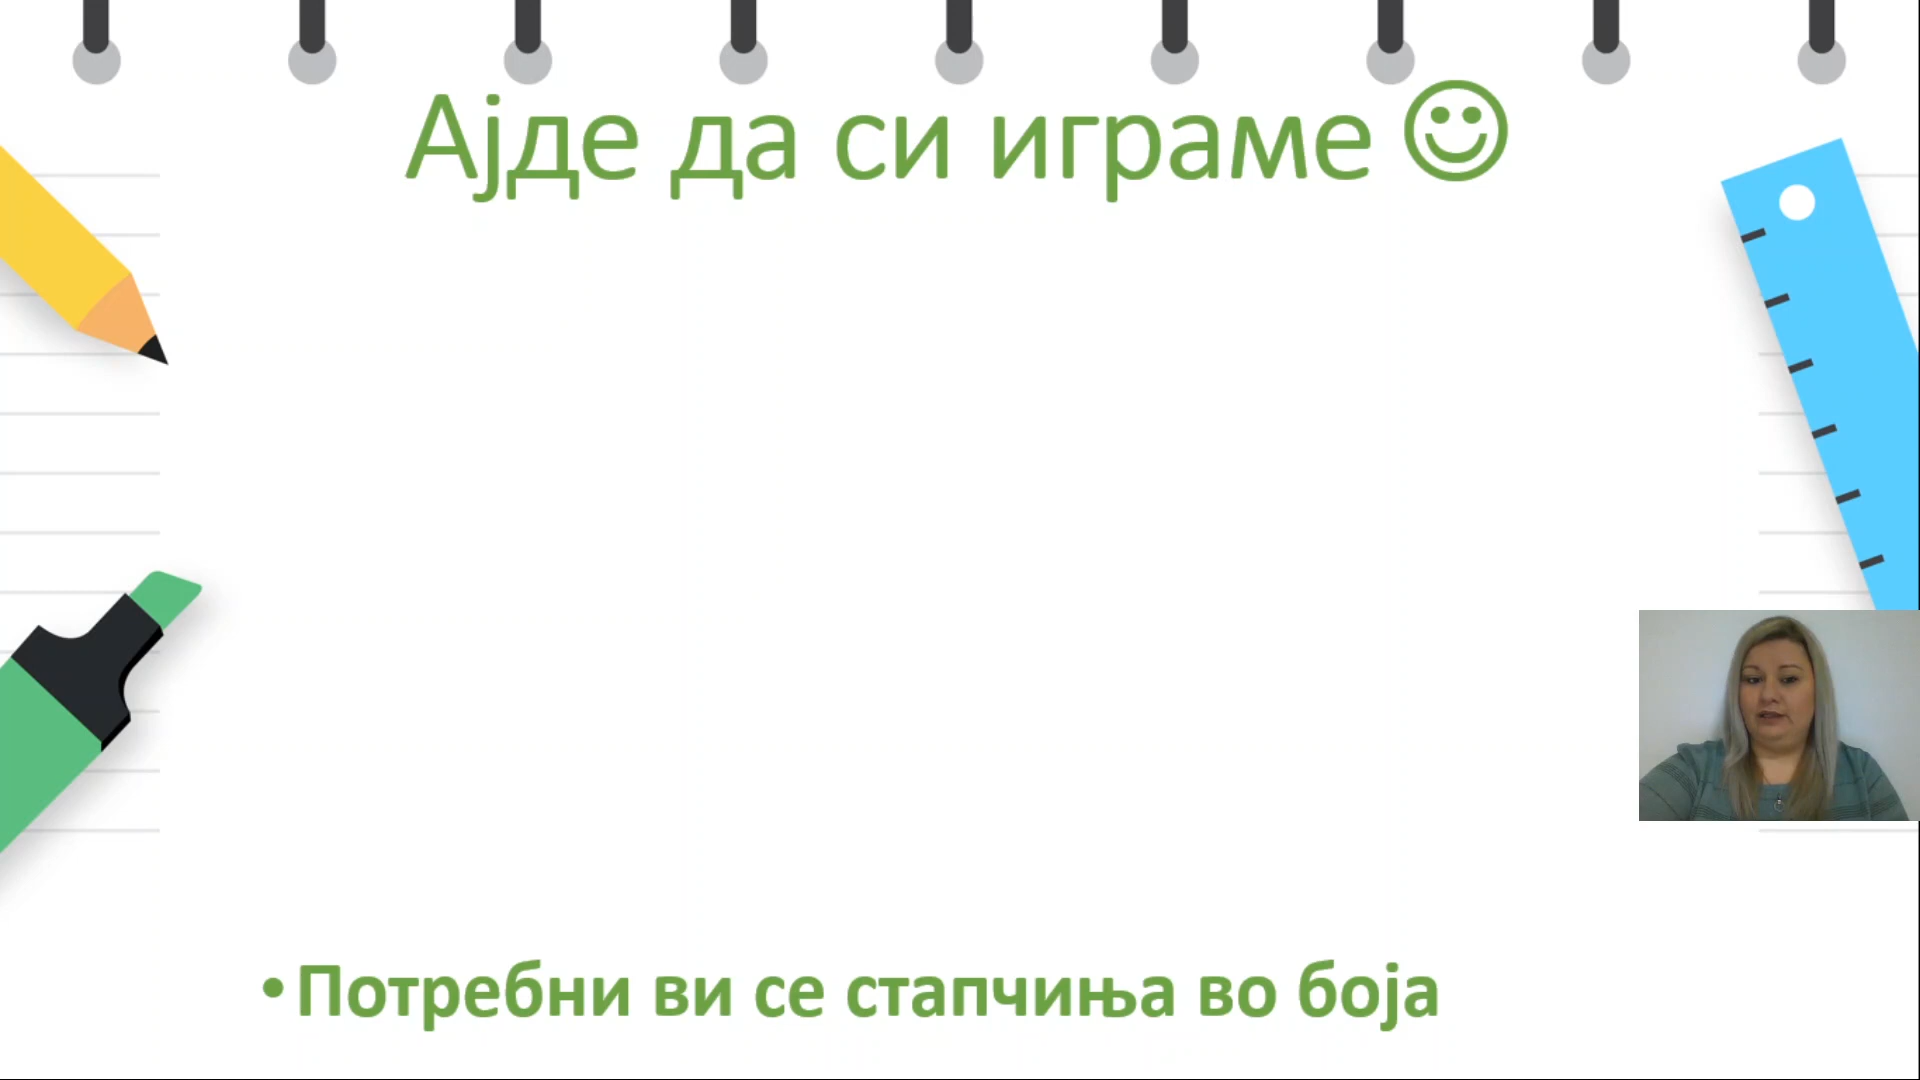 Ајде да си играме ☺
• Потребни ви се стапчиња во боја